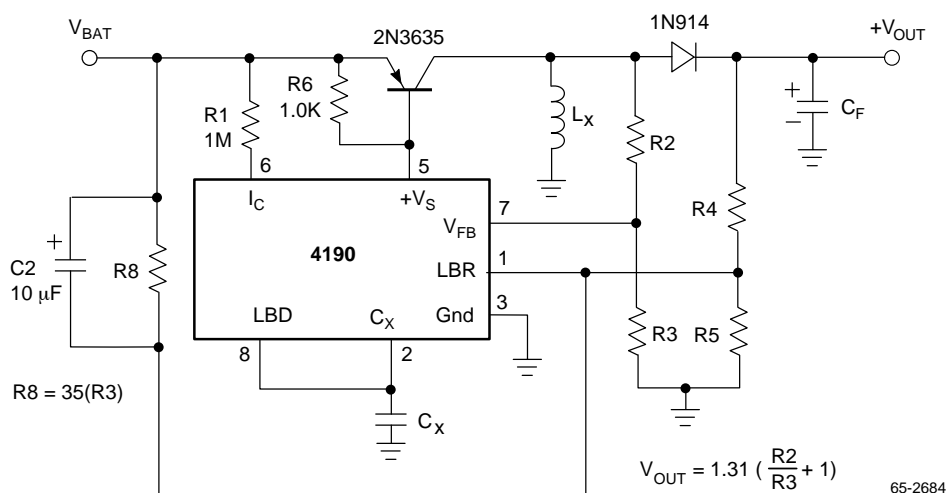 V_BAT
2N3635
1N914
+V_OUT
R6
1.0K
R1
1M
L_X
R2
+
−
C_F
6
5
I_C
+V_S
7
V_FB
R4
+
C2
10 μF
R8
4190
LBR
1
LBD
C_X
Gnd
3
R3
R5
8
2
R8 = 35(R3)
C_X
V_OUT = 1.31 ( R2/R3 + 1)
65-2684